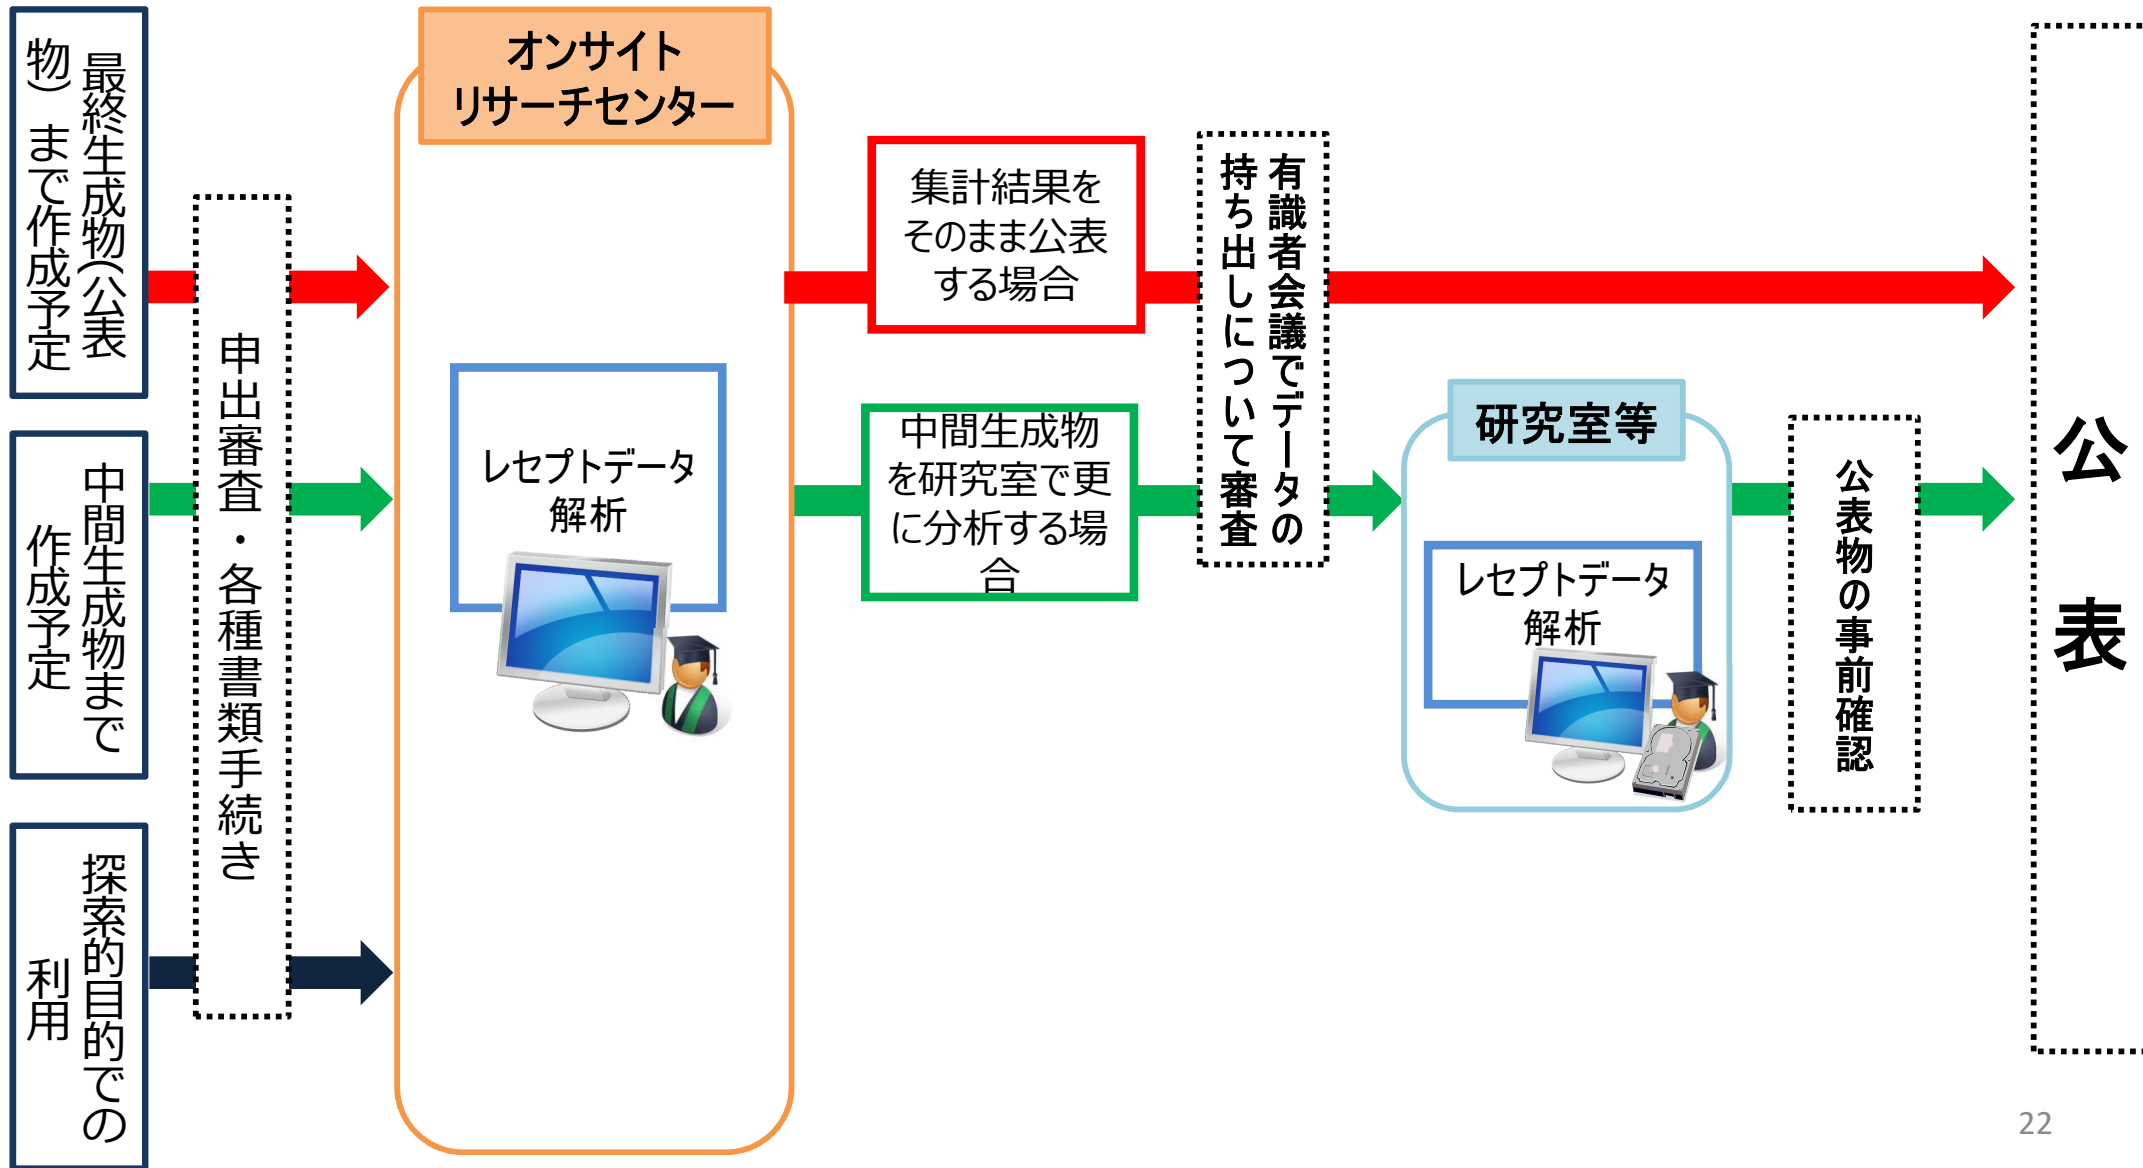 最終生成物(公表
物)まで作成予定
中間生成物まで
作成予定
探索的目的での
利用
申出審査・各種書類手続き
オンサイト
リサーチセンター
レセプトデータ
解析
集計結果を
そのまま公表
する場合
中間生成物
を研究室で更
に分析する場
合
有識者会議でデータの
持ち出しについて審査
研究室等
レセプトデータ
解析
公表物の事前確認
公表
22